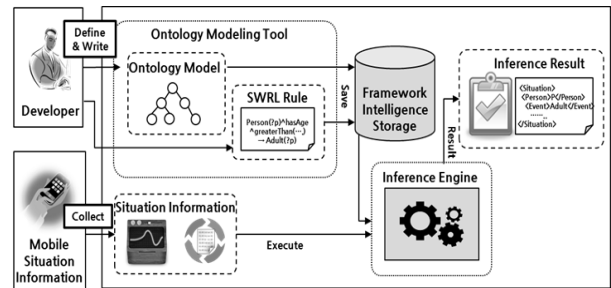 Define
& Write
Ontology Modeling Tool
Ontology Model
Developer
SWRL Rule
Person(?p)^hasAge
^greaterThan(….)
→ Adult(?p)
Save
Framework
Intelligence
Storage
Inference Result
<Situation>
<Person>P</Person>
<Event>Adult</Event>
……..
</Situation>
Result
Inference Engine
Collect
Situation Information
Execute
Mobile
Situation
Information